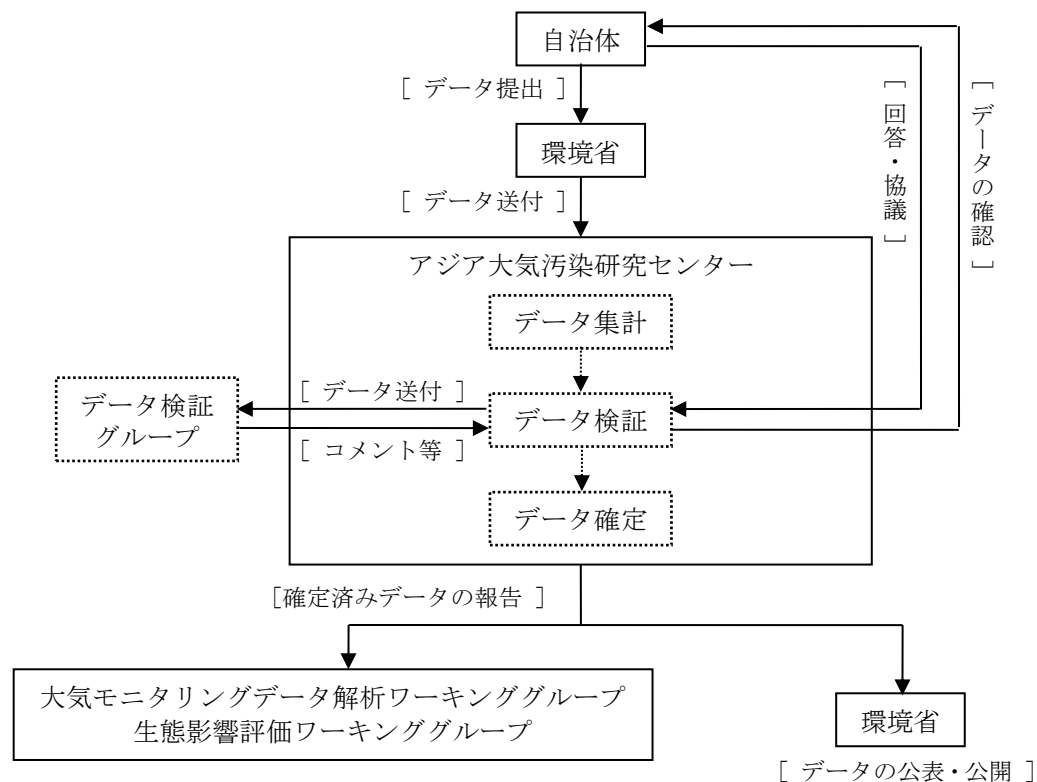 自治体
[ データ提出 ]
環境省
[ データ送付 ]
[ 回答・協議 ]
[ データの確認 ]
アジア大気汚染研究センター
データ集計
[ データ送付 ]
データ検証
グループ
データ検証
[ コメント等 ]
データ確定
[確定済みデータの報告 ]
大気モニタリングデータ解析ワーキンググループ
生態影響評価ワーキンググループ
環境省
[ データの公表・公開 ]